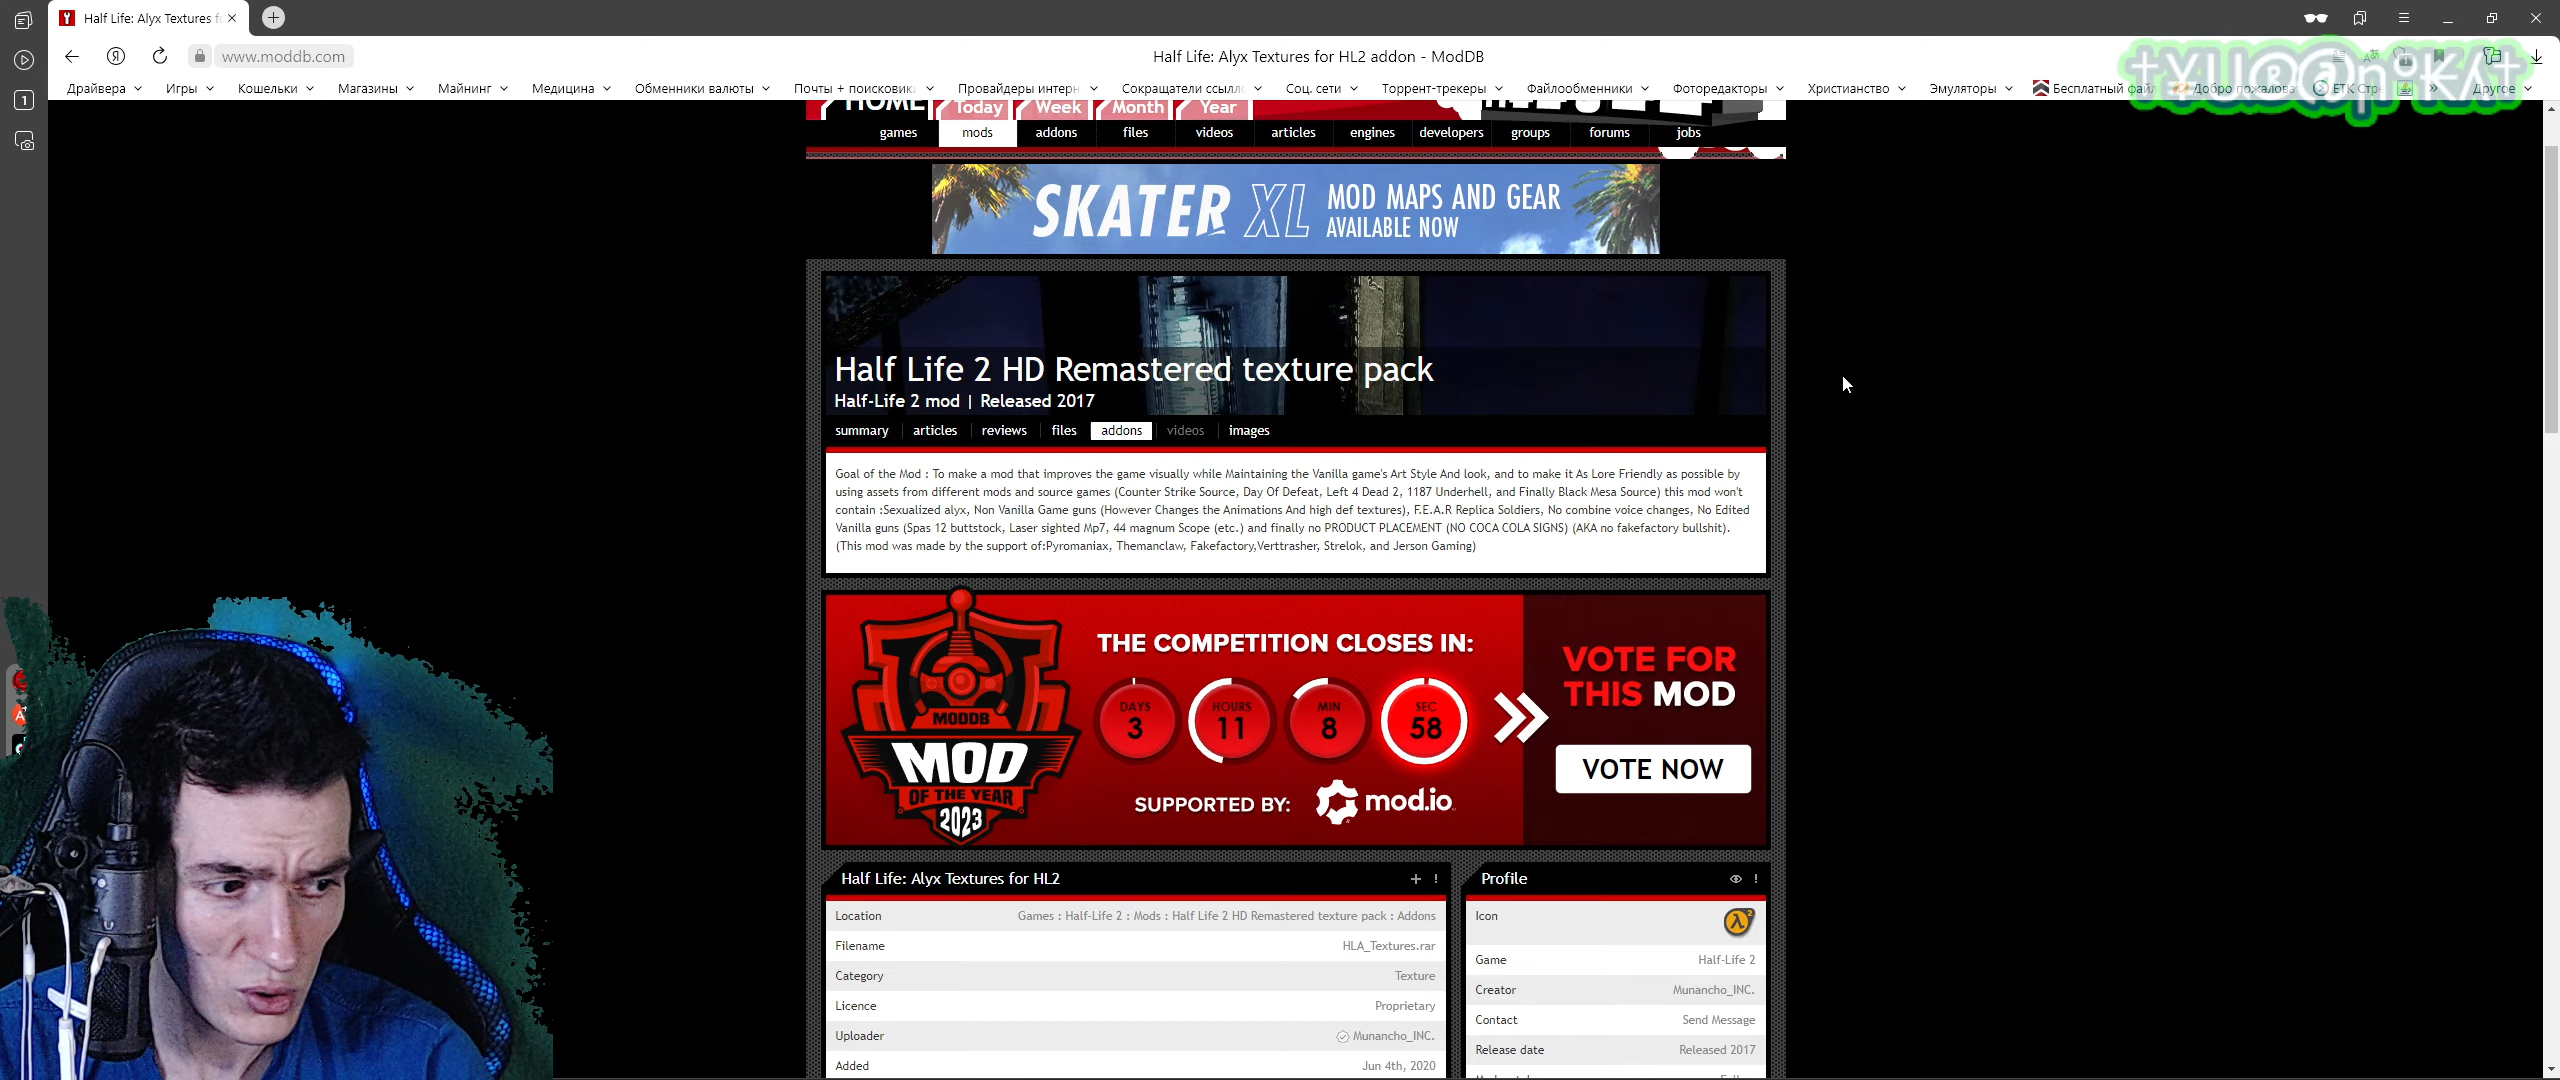 Half Life: Alyx Textures fo
www.moddb.com
Half Life: Alyx Textures for HL2 addon - ModDB
1
Драйвера
Игры
Кошельки
Магазины
Майнинг
Медицина
Обменники валюты
Почты + поисковик
Провайдеры интерн
Сокращатели ссыл
Соц. сети
Торрент-трекеры
Файлообменники
Фоторедакторы
Христианство
Эмуляторы
Бесплатный файл
Добро пожалова
ЕТК Стре
Другое
HOME Today Week Month Year
games mods addons files videos articles engines developers groups forums jobs
SKATER XL MOD MAPS AND GEAR
AVAILABLE NOW
Half Life 2 HD Remastered texture pack
Half-Life 2 mod | Released 2017
summary articles reviews files addons videos images
Goal of the Mod : To make a mod that improves the game visually while Maintaining the Vanilla game's Art Style And look, and to make it As Lore Friendly as possible by
using assets from different mods and source games (Counter Strike Source, Day Of Defeat, Left 4 Dead 2, 1187 Underhell, and Finally Black Mesa Source) this mod won't
contain :Sexualized alyx, Non Vanilla Game guns (However Changes the Animations And high def textures), F.E.A.R Replica Soldiers, No combine voice changes, No Edited
Vanilla guns (Spas 12 buttstock, Laser sighted Mp7, 44 magnum Scope (etc.) and finally no PRODUCT PLACEMENT (NO COCA COLA SIGNS) (AKA no fakefactory bullshit).
(This mod was made by the support of:Pyromaniax, Themanclaw, Fakefactory,Verttrasher, Strelok, and Jerson Gaming)
MODDB
MOD
OF THE YEAR
2023
THE COMPETITION CLOSES IN:
DAYS HOURS MIN SEC
3 11 8 58
SUPPORTED BY: mod.io
VOTE FOR
THIS MOD
VOTE NOW
Half Life: Alyx Textures for HL2
Location Games : Half-Life 2 : Mods : Half Life 2 HD Remastered texture pack : Addons
Filename HLA_Textures.rar
Category Texture
Licence Proprietary
Uploader Munancho_INC.
Added Jun 4th, 2020
Profile
Icon
Game Half-Life 2
Creator Munancho_INC.
Contact Send Message
Release date Released 2017